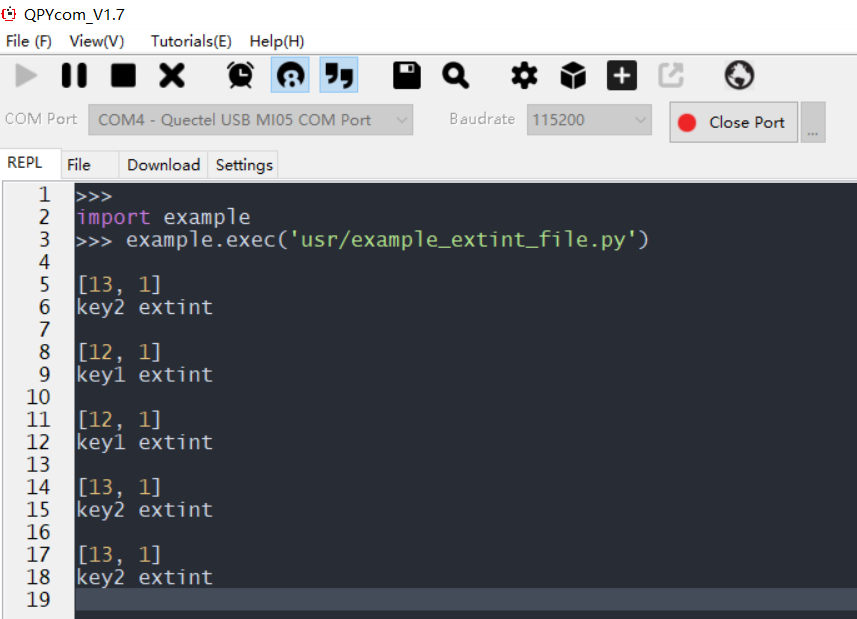 QPYcom_V1.7
File (F) View(V) Tutorials(E) Help(H)
COM Port COM4 - Quectel USB MI05 COM Port Baudrate 115200 Close Port ...
REPL File Download Settings
1 >>>
2 import example
3 >>> example.exec('usr/example_extint_file.py')
4
5 [13, 1]
6 key2 extint
7
8 [12, 1]
9 key1 extint
10
11 [12, 1]
12 key1 extint
13
14 [13, 1]
15 key2 extint
16
17 [13, 1]
18 key2 extint
19